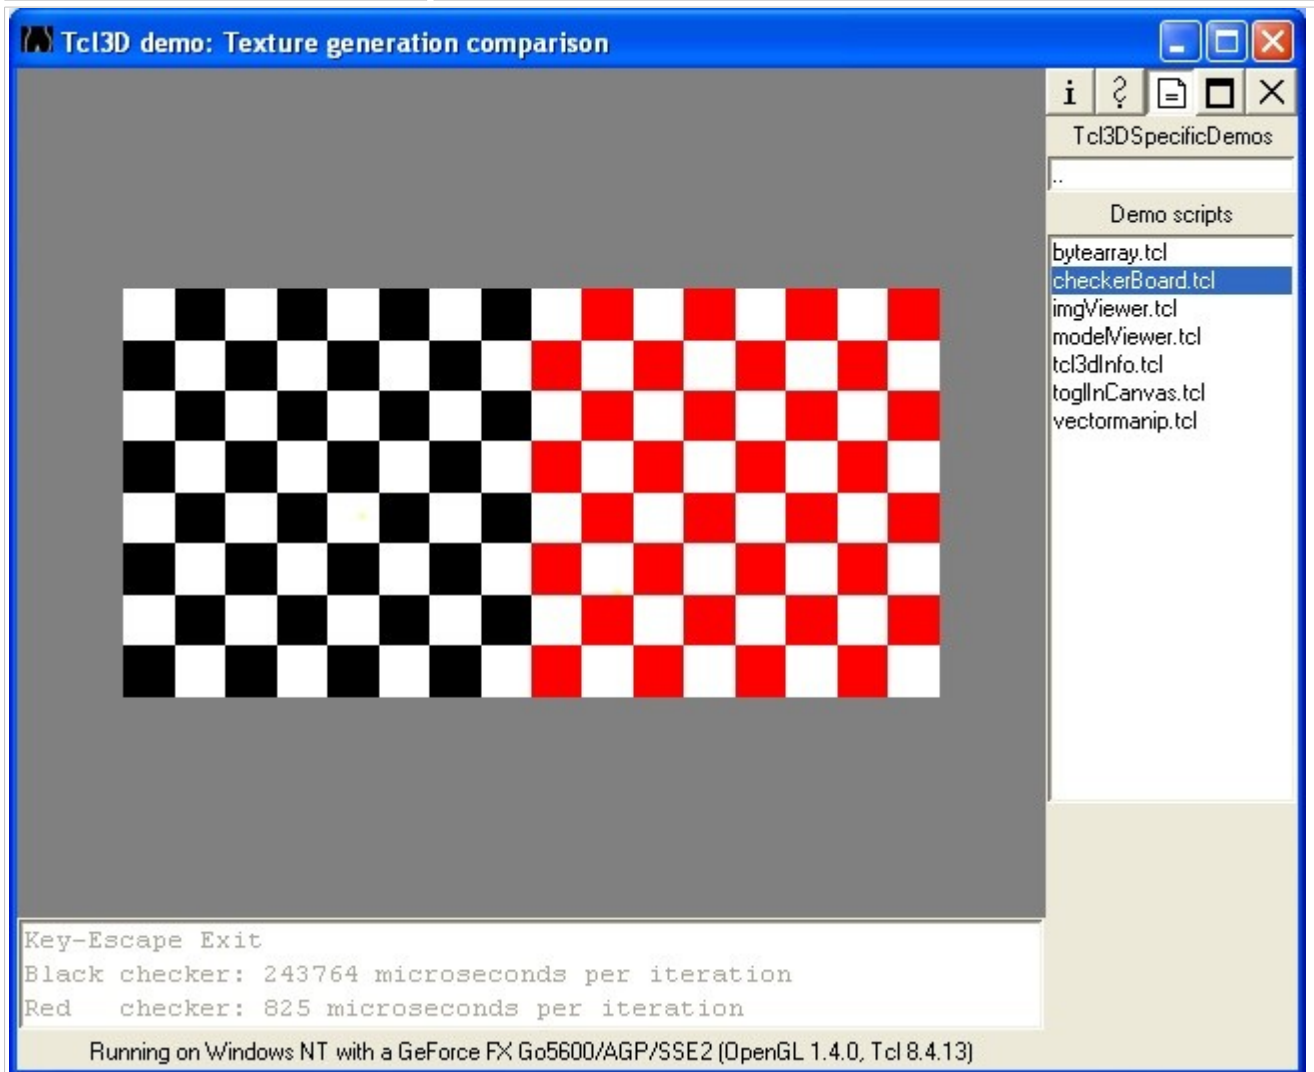 Tcl3D demo: Texture generation comparison
i ?
Tcl3DSpecificDemos
..
Demo scripts
bytearray.tcl
checkerBoard.tcl
imgViewer.tcl
modelViewer.tcl
tcl3dInfo.tcl
toglInCanvas.tcl
vectormanip.tcl
Key-Escape Exit
Black checker: 243764 microseconds per iteration
Red   checker: 825 microseconds per iteration
Running on Windows NT with a GeForce FX Go5600/AGP/SSE2 (OpenGL 1.4.0, Tcl 8.4.13)